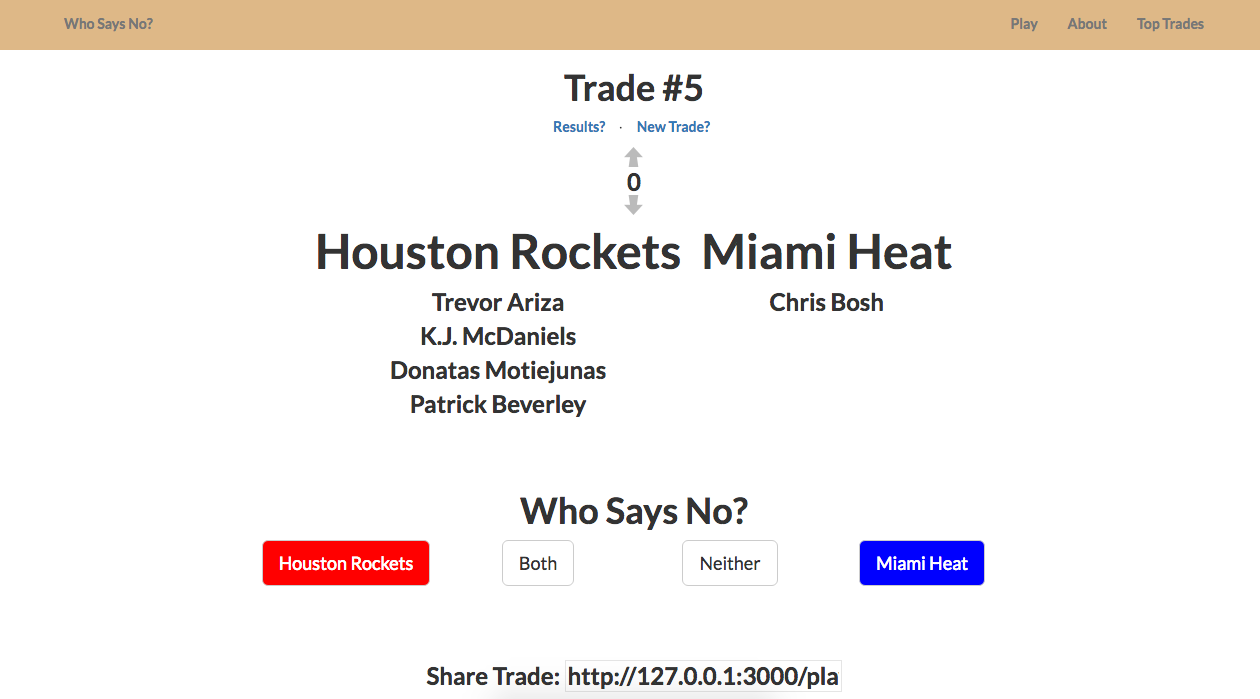 Who Says No? Play About Top Trades
Trade #5
Results? · New Trade?
0
Houston Rockets Miami Heat
Trevor Ariza Chris Bosh
K.J. McDaniels
Donatas Motiejunas
Patrick Beverley
Who Says No?
Houston Rockets Both Neither Miami Heat
Share Trade: http://127.0.0.1:3000/pla